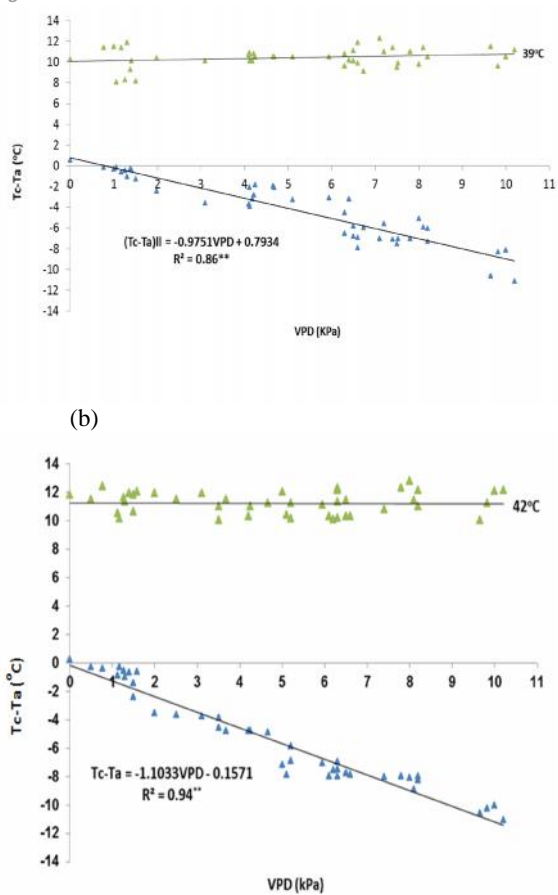 14
12
10
8
6
4
2
0
-2
-4
-6
-8
-10
-12
-14
Tc-Ta (°C)
39°C
0 1 2 3 4 5 6 7 8 9 10 11
(Tc-Ta)ll = -0.9751VPD + 0.7934
R² = 0.86**
VPD (KPa)
(b)
14
12
10
8
6
4
2
0
-2
-4
-6
-8
-10
-12
-14
Tc-Ta (°C)
42°C
0 1 2 3 4 5 6 7 8 9 10 11
Tc-Ta = -1.1033VPD - 0.1571
R² = 0.94**
VPD (kPa)